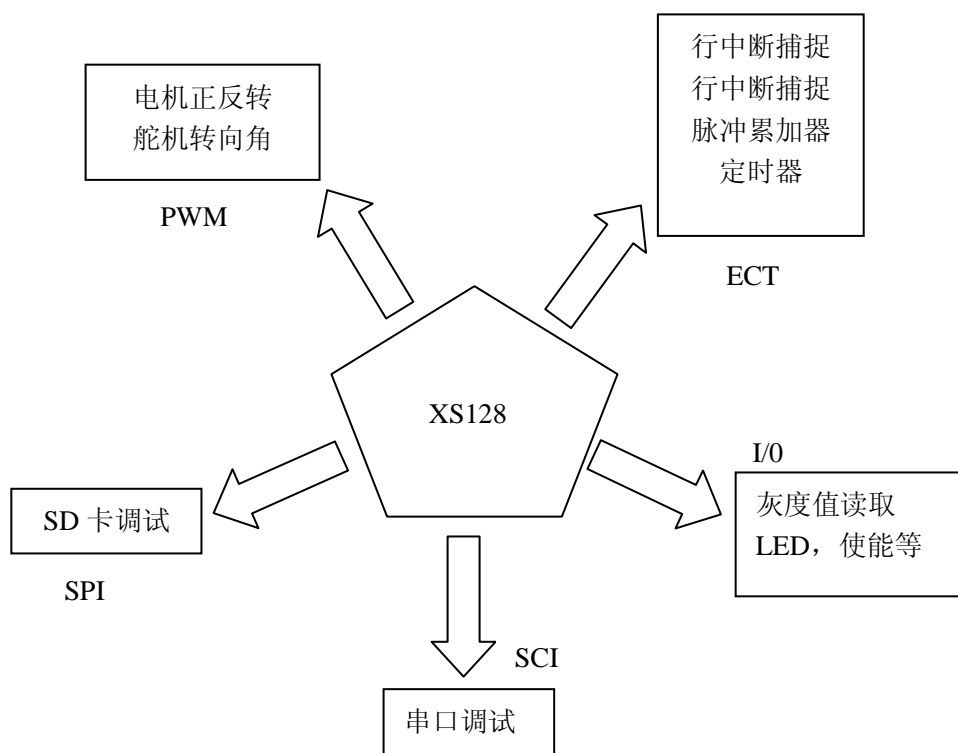 电机正反转
舵机转向角
PWM
行中断捕捉
行中断捕捉
脉冲累加器
定时器
ECT
XS128
I/0
灰度值读取
LED，使能等
SD 卡调试
SPI
SCI
串口调试